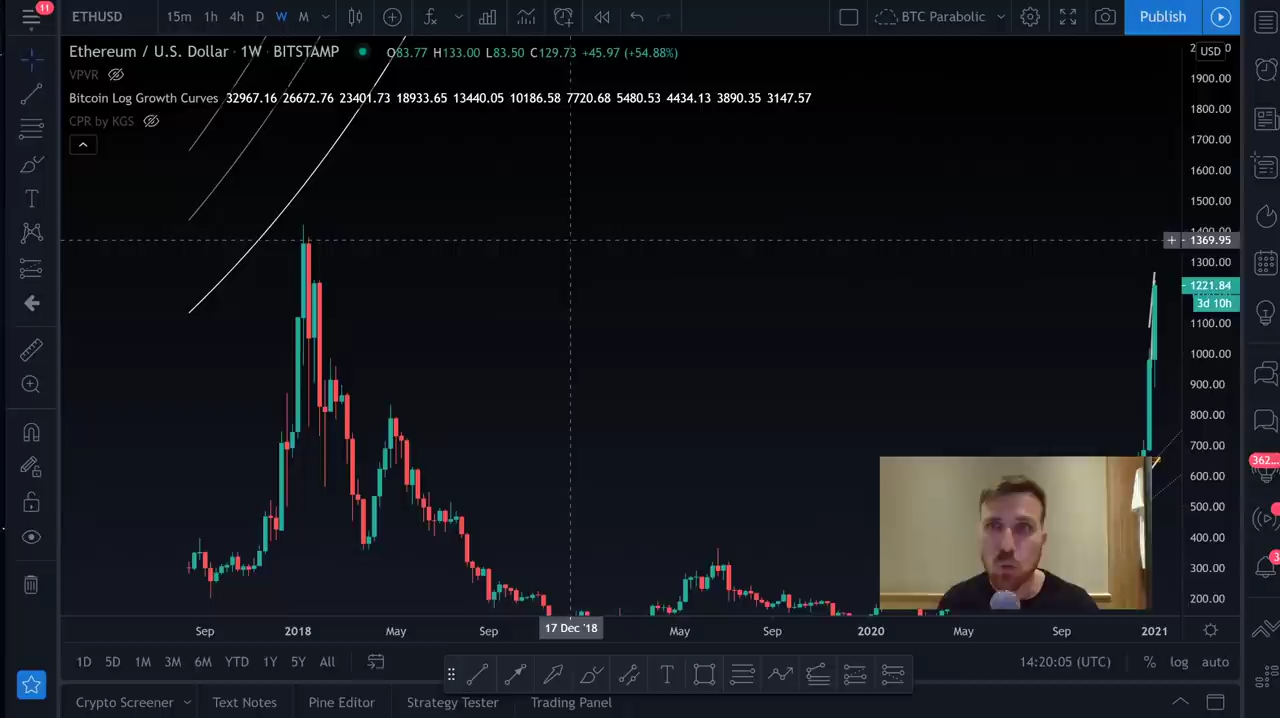 11
ETHUSD 15m 1h 4h D W M BTC Parabolic Publish
Ethereum / U.S. Dollar · 1W · BITSTAMP O83.77 H133.00 L83.50 C129.73 +45.97 (+54.88%)
USD
VPVR
1900.00
Bitcoin Log Growth Curves 32967.16 26672.76 23401.73 18933.65 13440.05 10186.58 7720.68 5480.53 4434.13 3890.35 3147.57
1800.00
CPR by KGS
1700.00
1600.00
1500.00
1400.00
1369.95
1300.00
1221.84
3d 10h
1100.00
1000.00
900.00
800.00
700.00
362...
600.00
500.00
400.00
300.00
200.00
Sep 2018 May Sep 17 Dec '18 May Sep 2020 May Sep 2021
1D 5D 1M 3M 6M YTD 1Y 5Y All 14:20:05 (UTC) % log auto
Crypto Screener Text Notes Pine Editor Strategy Tester Trading Panel